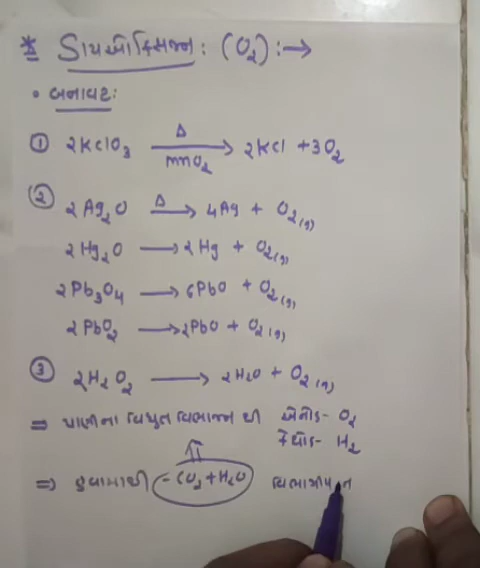 * ડાયઓક્સિજન : (O₂) :→
• બનાવટ:
① 2KClO₃ —Δ/MnO₂→ 2KCl + 3O₂
② 2Ag₂O —Δ→ 4Ag + O₂(g)
2Hg₂O → 2Hg + O₂(g)
2Pb₃O₄ → 6PbO + O₂(g)
2PbO₂ → 2PbO + O₂(g)
③ 2H₂O₂ → 2H₂O + O₂(g)
⇒ પાણીના વિધુત વિભાજન થી એનોડ- O₂
કેથોડ- H₂
⇒ હવામાથી - CO₂ + H₂O